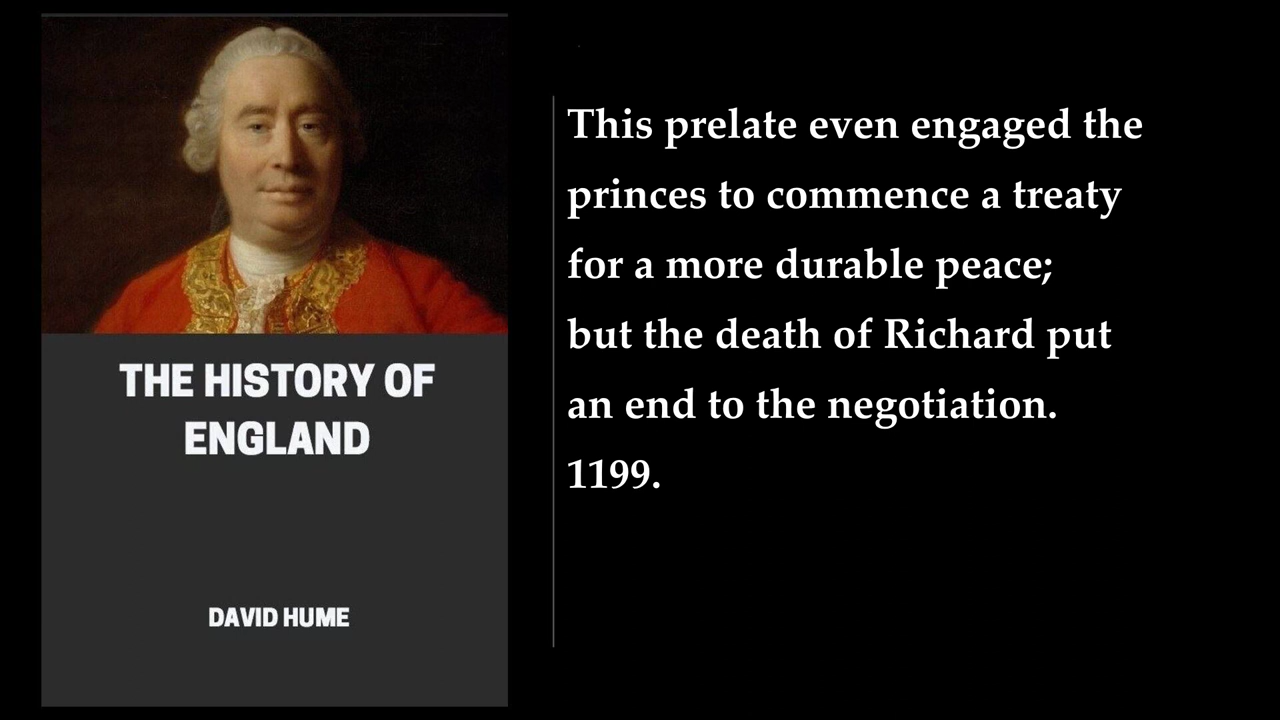 THE HISTORY OF
ENGLAND
DAVID HUME
This prelate even engaged the
princes to commence a treaty
for a more durable peace;
but the death of Richard put
an end to the negotiation.
1199.